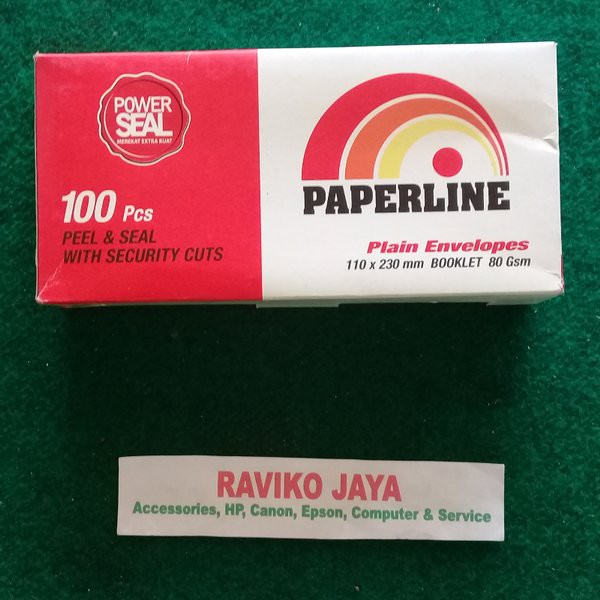 POWER
SEAL
MEREKAT EXTRA KUAT
100 Pcs
PEEL & SEAL
WITH SECURITY CUTS
PAPERLINE
Plain Envelopes
110 x 230 mm BOOKLET 80 Gsm
RAVIKO JAYA
Accessories, HP, Canon, Epson, Computer & Service